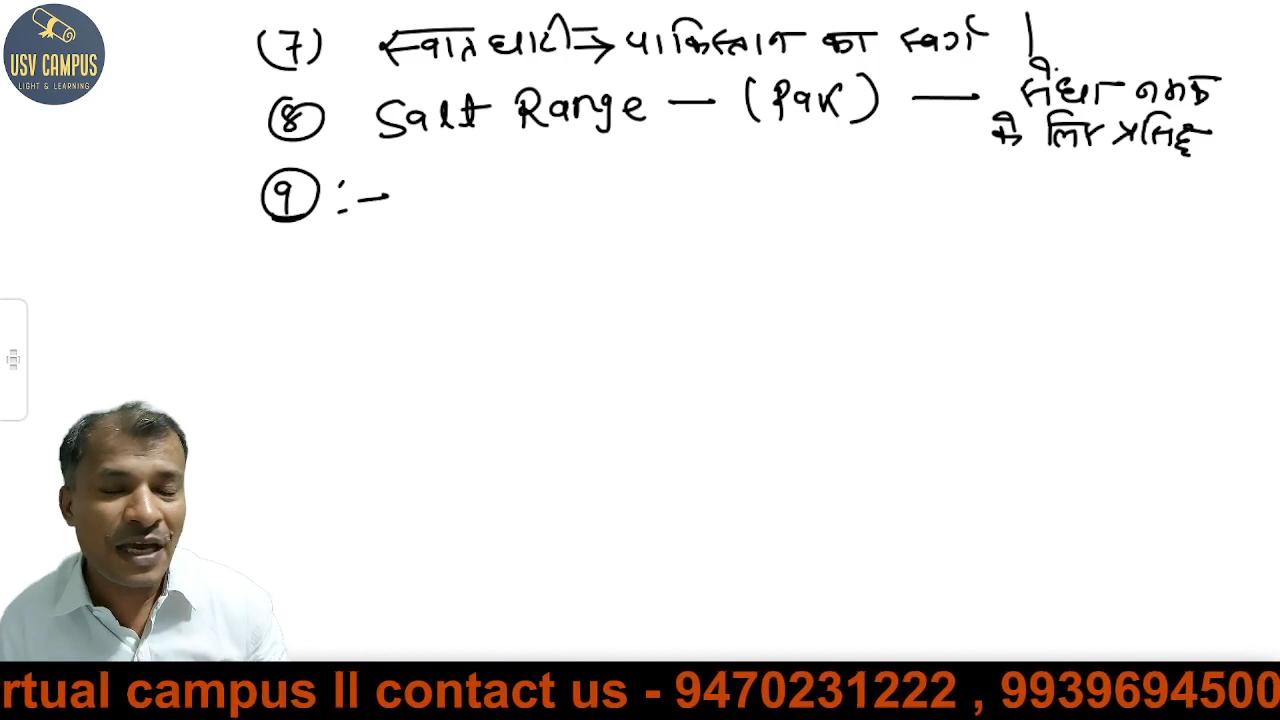 USV CAMPUS
LIGHT & LEARNING
(7) स्वात घाटी → पाकिस्तान का स्वर्ग |
(8) Salt Range — (Pak) — सेंधा नमक
के लिए प्रसिद्ध
(9) :-
rtual campus II contact us - 9470231222 , 9939694500